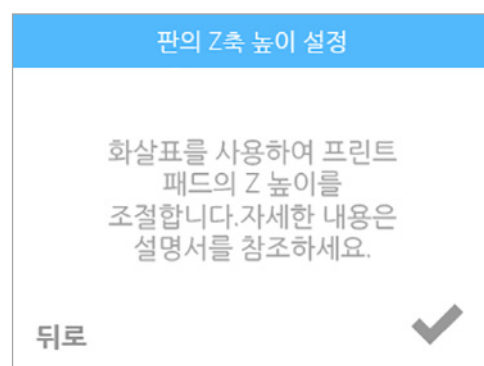 판의 Z축 높이 설정
화살표를 사용하여 프린트
패드의 Z 높이를
조절합니다.자세한 내용은
설명서를 참조하세요.
뒤로